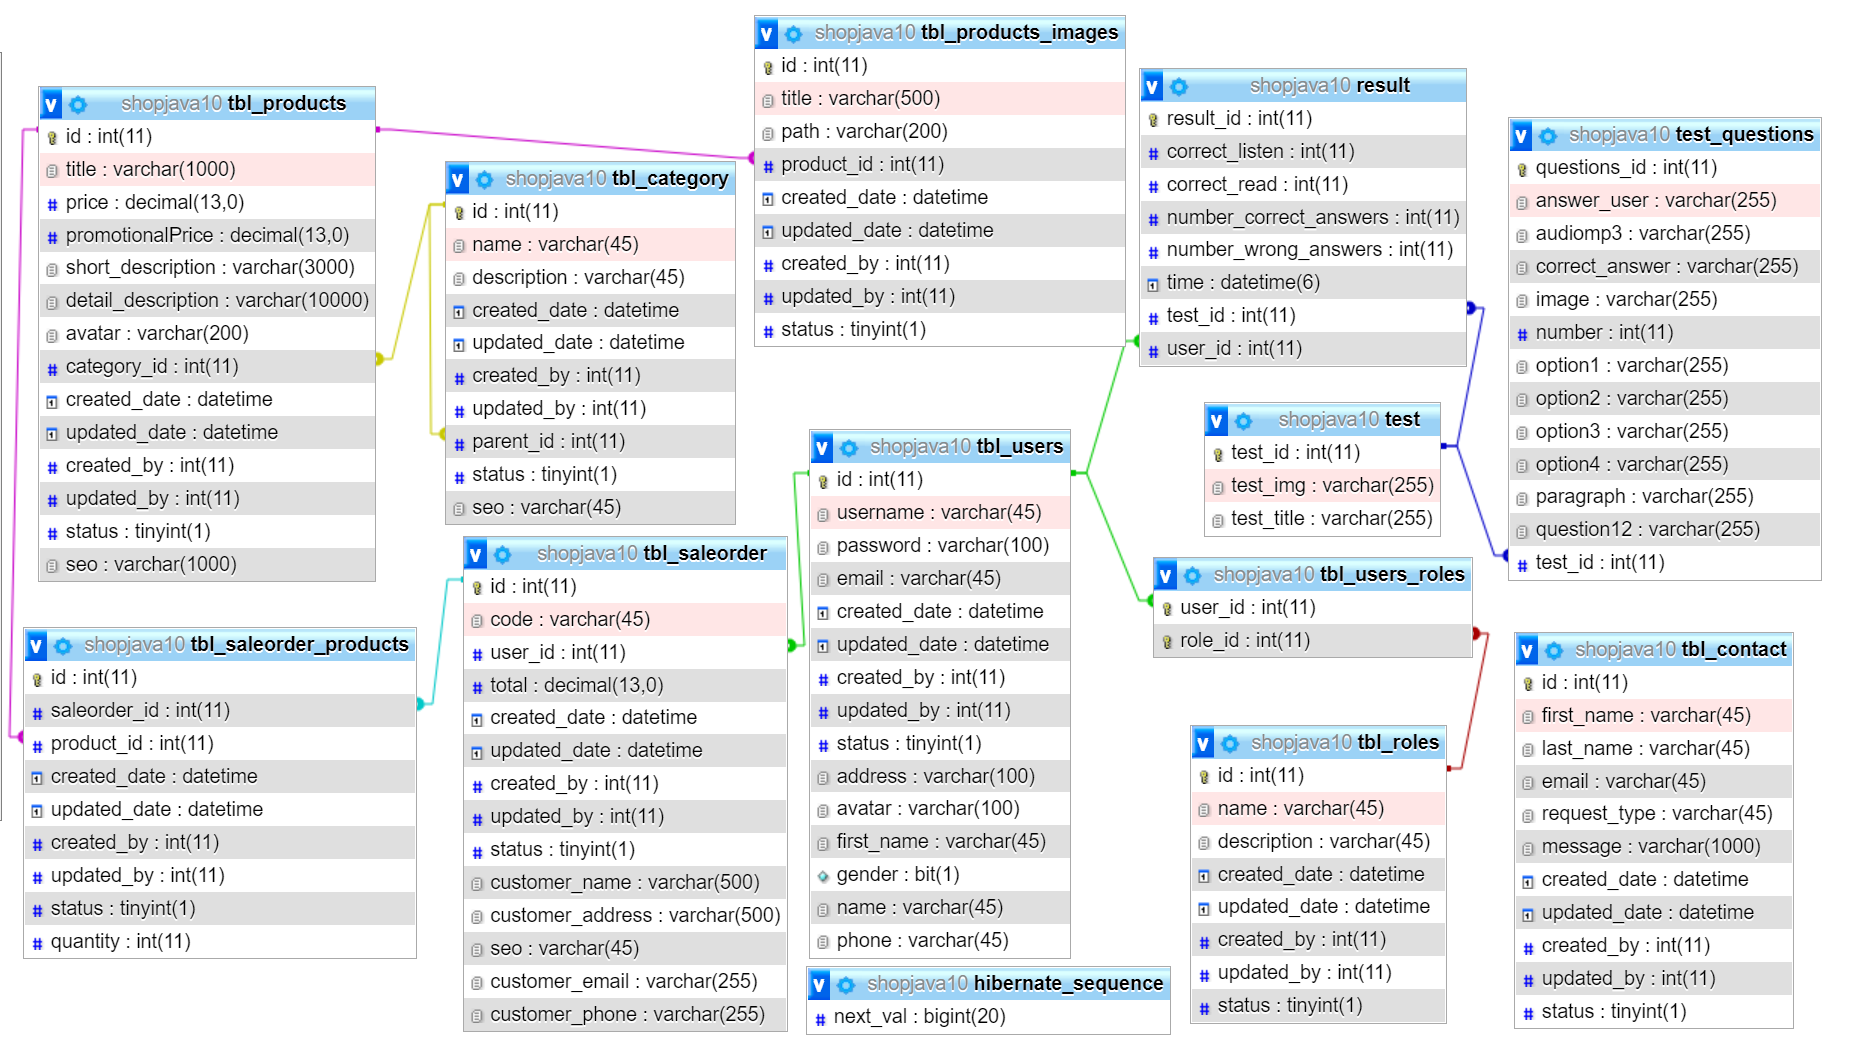 shopjava10 tbl_products
id : int(11)
title : varchar(1000)
price : decimal(13,0)
promotionalPrice : decimal(13,0)
short_description : varchar(3000)
detail_description : varchar(10000)
avatar : varchar(200)
category_id : int(11)
created_date : datetime
updated_date : datetime
created_by : int(11)
updated_by : int(11)
status : tinyint(1)
seo : varchar(1000)
shopjava10 tbl_saleorder_products
id : int(11)
saleorder_id : int(11)
product_id : int(11)
created_date : datetime
updated_date : datetime
created_by : int(11)
updated_by : int(11)
status : tinyint(1)
quantity : int(11)
shopjava10 tbl_category
id : int(11)
name : varchar(45)
description : varchar(45)
created_date : datetime
updated_date : datetime
created_by : int(11)
updated_by : int(11)
parent_id : int(11)
status : tinyint(1)
seo : varchar(45)
shopjava10 tbl_saleorder
id : int(11)
code : varchar(45)
user_id : int(11)
total : decimal(13,0)
created_date : datetime
updated_date : datetime
created_by : int(11)
updated_by : int(11)
status : tinyint(1)
customer_name : varchar(500)
customer_address : varchar(500)
seo : varchar(45)
customer_email : varchar(255)
customer_phone : varchar(255)
shopjava10 tbl_products_images
id : int(11)
title : varchar(500)
path : varchar(200)
product_id : int(11)
created_date : datetime
updated_date : datetime
created_by : int(11)
updated_by : int(11)
status : tinyint(1)
shopjava10 tbl_users
id : int(11)
username : varchar(45)
password : varchar(100)
email : varchar(45)
created_date : datetime
updated_date : datetime
created_by : int(11)
updated_by : int(11)
status : tinyint(1)
address : varchar(100)
avatar : varchar(100)
first_name : varchar(45)
gender : bit(1)
name : varchar(45)
phone : varchar(45)
shopjava10 hibernate_sequence
next_val : bigint(20)
shopjava10 result
result_id : int(11)
correct_listen : int(11)
correct_read : int(11)
number_correct_answers : int(11)
number_wrong_answers : int(11)
time : datetime(6)
test_id : int(11)
user_id : int(11)
shopjava10 test
test_id : int(11)
test_img : varchar(255)
test_title : varchar(255)
shopjava10 tbl_users_roles
user_id : int(11)
role_id : int(11)
shopjava10 tbl_roles
id : int(11)
name : varchar(45)
description : varchar(45)
created_date : datetime
updated_date : datetime
created_by : int(11)
updated_by : int(11)
status : tinyint(1)
shopjava10 test_questions
questions_id : int(11)
answer_user : varchar(255)
audiomp3 : varchar(255)
correct_answer : varchar(255)
image : varchar(255)
number : int(11)
option1 : varchar(255)
option2 : varchar(255)
option3 : varchar(255)
option4 : varchar(255)
paragraph : varchar(255)
question12 : varchar(255)
test_id : int(11)
shopjava10 tbl_contact
id : int(11)
first_name : varchar(45)
last_name : varchar(45)
email : varchar(45)
request_type : varchar(45)
message : varchar(1000)
created_date : datetime
updated_date : datetime
created_by : int(11)
updated_by : int(11)
status : tinyint(1)